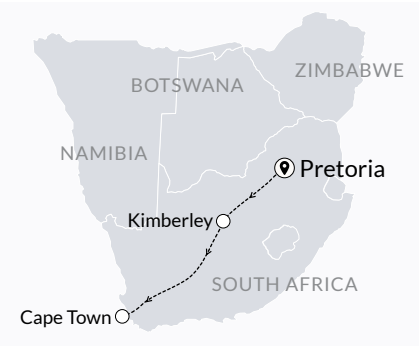 ZIMBABWE
BOTSWANA
NAMIBIA
Pretoria
Kimberley
SOUTH AFRICA
Cape Town